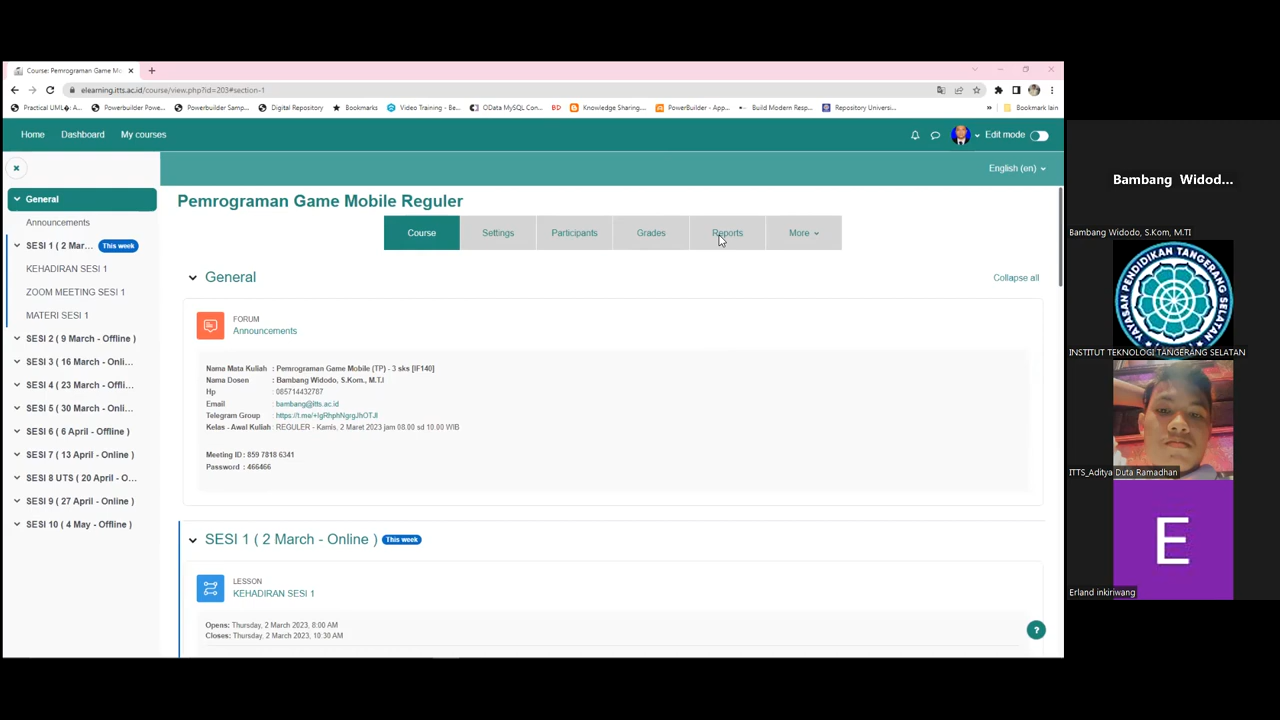 Course: Pemrograman Game Mo
elearning.itts.ac.id/course/view.php?id=203#section-1
Practical UML� A...
Powerbuilder Powe...
Powerbuilder Samp...
Digital Repository
Bookmarks
Video Training - Be...
OData MySQL Con...
BD
Knowledge Sharing....
PowerBuilder - App...
Build Modern Resp...
Repository Universi...
»
Bookmark lain
Home
Dashboard
My courses
Edit mode
English (en)
General
Announcements
SESI 1 ( 2 Mar... This week
KEHADIRAN SESI 1
ZOOM MEETING SESI 1
MATERI SESI 1
SESI 2 ( 9 March - Offline )
SESI 3 ( 16 March - Onli...
SESI 4 ( 23 March - Offli...
SESI 5 ( 30 March - Onli...
SESI 6 ( 6 April - Offline )
SESI 7 ( 13 April - Online )
SESI 8 UTS ( 20 April - O...
SESI 9 ( 27 April - Online )
SESI 10 ( 4 May - Offline )
Pemrograman Game Mobile Reguler
Course
Settings
Participants
Grades
Reports
More
General
Collapse all
FORUM
Announcements
Nama Mata Kuliah : Pemrograman Game Mobile (TP) - 3 sks [IF140]
Nama Dosen : Bambang Widodo, S.Kom., M.T.I
Hp : 085714432787
Email : bambang@itts.ac.id
Telegram Group : 
Kelas - Awal Kuliah : REGULER - Kamis, 2 Maret 2023 jam 08.00 sd 10.00 WIB
Meeting ID : 859 7818 6341
Password : 466466
SESI 1 ( 2 March - Online ) This week
LESSON
KEHADIRAN SESI 1
Opens: Thursday, 2 March 2023, 8:00 AM
Closes: Thursday, 2 March 2023, 10:30 AM
?
Bambang Widod...
Bambang Widodo, S.Kom, M.TI
YAYASAN PENDIDIKAN TANGERANG SELATAN
INSTITUT TEKNOLOGI TANGERANG SELATAN
ITTS_Aditya Duta Ramadhan
E
Erland inkiriwang